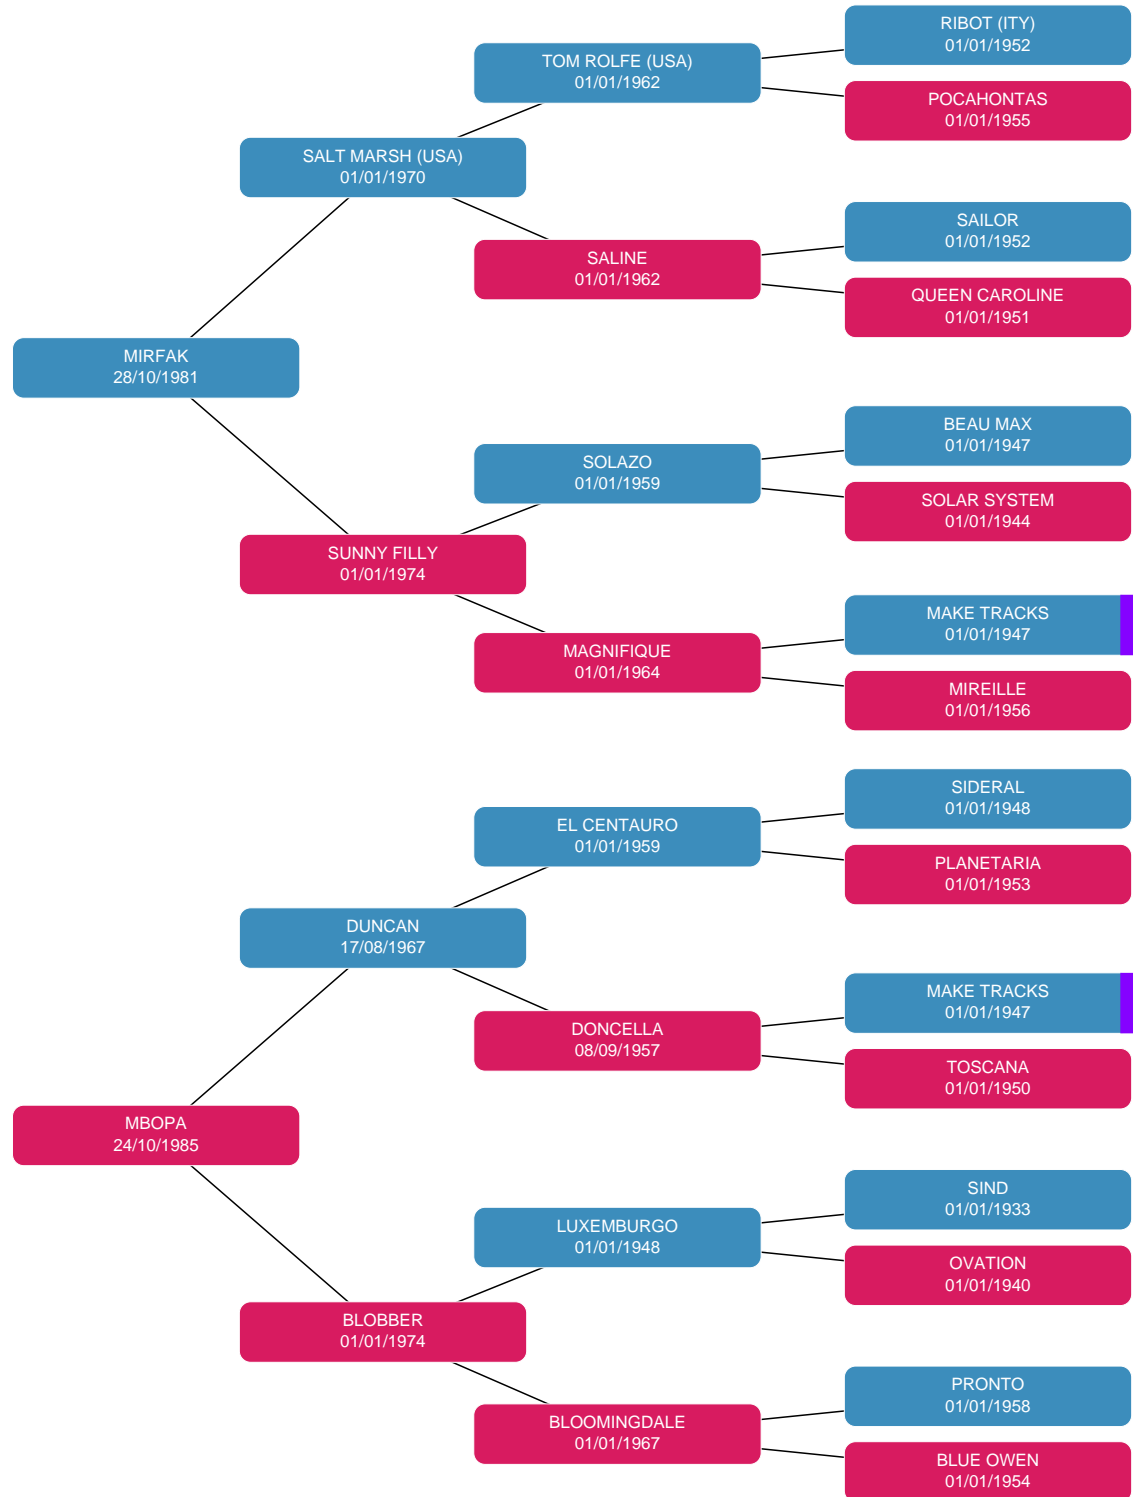 RIBOT (ITY)
01/01/1952
TOM ROLFE (USA)
01/01/1962
POCAHONTAS
01/01/1955
SALT MARSH (USA)
01/01/1970
SAILOR
01/01/1952
SALINE
01/01/1962
QUEEN CAROLINE
01/01/1951
MIRFAK
28/10/1981
BEAU MAX
01/01/1947
SOLAZO
01/01/1959
SOLAR SYSTEM
01/01/1944
SUNNY FILLY
01/01/1974
MAKE TRACKS
01/01/1947
MAGNIFIQUE
01/01/1964
MIREILLE
01/01/1956
SIDERAL
01/01/1948
EL CENTAURO
01/01/1959
PLANETARIA
01/01/1953
DUNCAN
17/08/1967
MAKE TRACKS
01/01/1947
DONCELLA
08/09/1957
TOSCANA
01/01/1950
MBOPA
24/10/1985
SIND
01/01/1933
LUXEMBURGO
01/01/1948
OVATION
01/01/1940
BLOBBER
01/01/1974
PRONTO
01/01/1958
BLOOMINGDALE
01/01/1967
BLUE OWEN
01/01/1954